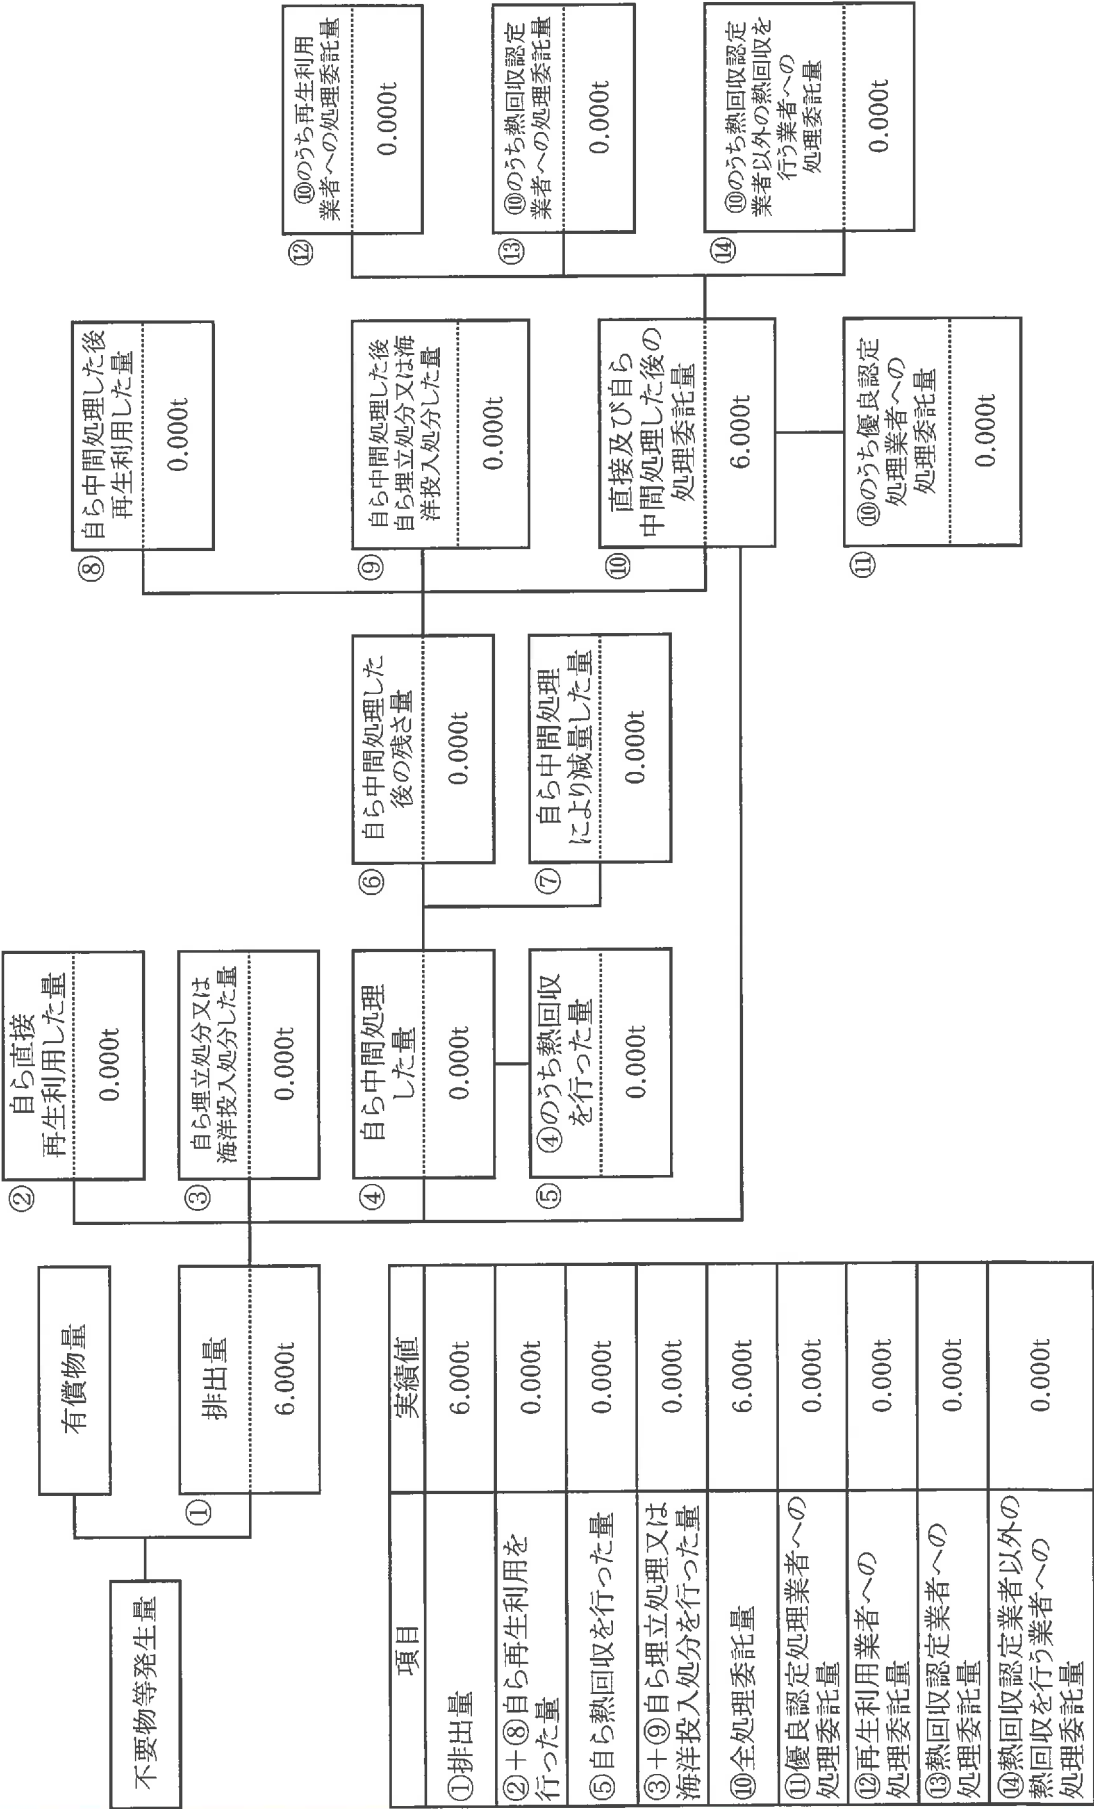 不要物等発生量
有償物量
①
排出量
6.000t
②
自ら直接
再生利用した量
0.000t
③
自ら埋立処分又は
海洋投入処分した量
0.000t
④
自ら中間処理
した量
0.000t
⑤
④のうち熱回収
を行った量
0.000t
⑥
自ら中間処理した
後の残さ量
0.000t
⑦
自ら中間処理
により減量した量
0.000t
⑧
自ら中間処理した後
再生利用した量
0.000t
⑨
自ら中間処理した後
自ら埋立処分又は海
洋投入処分した量
0.000t
⑩
直接及び自ら
中間処理した後の
処理委託量
6.000t
⑪
⑩のうち優良認定
処理業者への
処理委託量
0.000t
⑫
⑩のうち再生利用
業者への処理委託量
0.000t
⑬
⑩のうち熱回収認定
業者への処理委託量
0.000t
⑭
⑩のうち熱回収認定
業者以外の熱回収を
行う業者への
処理委託量
0.000t
項目 実績値
①排出量 6.000t
②+⑧自ら再生利用を
行った量 0.000t
⑤自ら熱回収を行った量 0.000t
③+⑨自ら埋立処理又は
海洋投入処分を行った量 0.000t
⑩全処理委託量 6.000t
⑪優良認定処理業者への
処理委託量 0.000t
⑫再生利用業者への
処理委託量 0.000t
⑬熱回収認定業者への
処理委託量 0.000t
⑭熱回収認定業者以外の
熱回収を行う業者への
処理委託量 0.000t